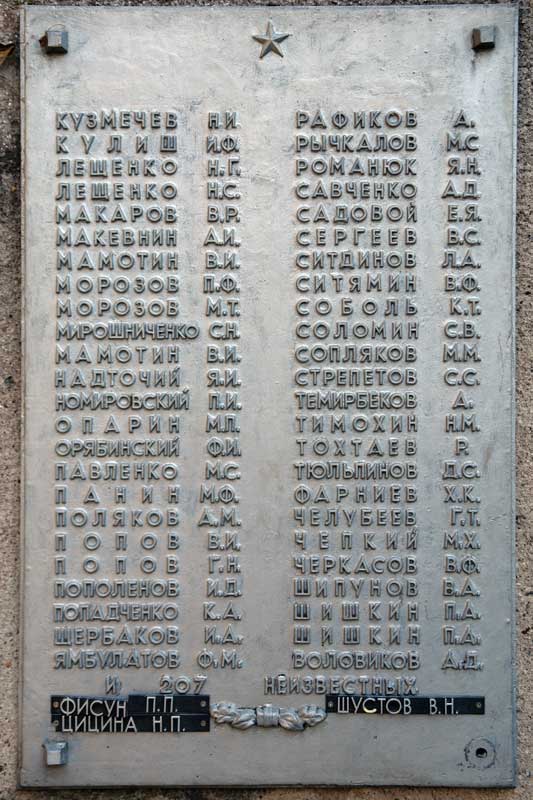 КУЗМЕЧЕВ Н.И.
КУЛИШ И.Ф.
ЛЕЩЕНКО Н.Г.
ЛЕЩЕНКО Н.С.
МАКАРОВ В.Р.
МАКЕВНИН А.И.
МАМОТИН В.И.
МОРОЗОВ П.Ф.
МОРОЗОВ М.Т.
МИРОШНИЧЕНКО С.Н.
МАМОТИН В.И.
НАДТОЧИЙ Я.И.
НОМИРОВСКИЙ П.И.
ОПАРИН М.П.
ОРЯБИНСКИЙ Ф.И.
ПАВЛЕНКО М.С.
ПАНИН М.Ф.
ПОЛЯКОВ А.М.
ПОПОВ В.И.
ПОПОВ Г.Н.
ПОПОЛЕНОВ И.Д.
ПОПАДЧЕНКО К.А.
ЩЕРБАКОВ И.А.
ЯМБУЛАТОВ Ф.М.
РАФИКОВ А.
РЫЧКАЛОВ М.С.
РОМАНЮК Я.Н.
САВЧЕНКО А.Д.
САДОВОЙ Е.Я.
СЕРГЕЕВ В.С.
СИТДИНОВ Л.А.
СИТЯМИН В.Ф.
СОБОЛЬ К.Т.
СОЛОМИН С.В.
СОПЛЯКОВ М.М.
СТРЕПЕТОВ С.С.
ТЕМИРБЕКОВ А.
ТИМОХИН Н.М.
ТОХТАЕВ Р.
ТЮЛЬПИНОВ Д.С.
ФАРНИЕВ Х.К.
ЧЕЛУБЕЕВ Г.Т.
ЧЕПКИЙ М.Х.
ЧЕРКАСОВ В.Ф.
ШИПУНОВ В.А.
ШИШКИН П.А.
ШИШКИН П.А.
ВОЛОВИКОВ А.Д.
И 207 НЕИЗВЕСТНЫХ
ФИСУН П.П.
ЦИЦИНА Н.П.
ШУСТОВ В.Н.